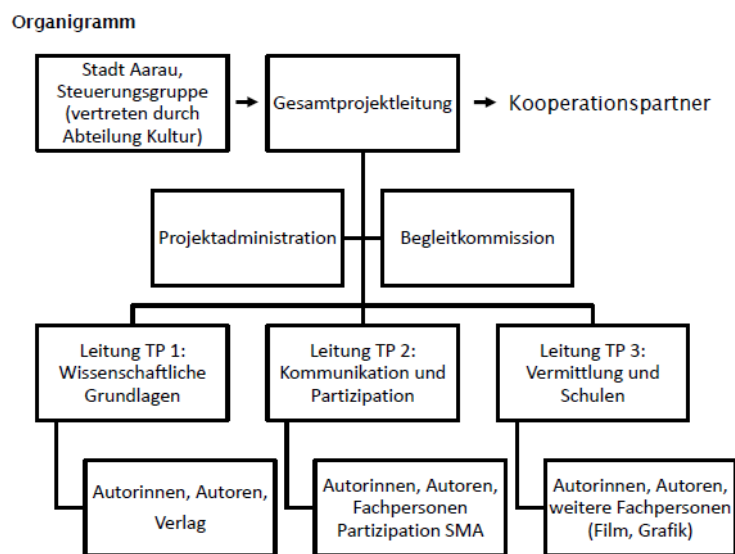 Organigramm
Stadt Aarau,
Steuerungsgruppe
(vertreten durch
Abteilung Kultur)
Gesamtprojektleitung
Kooperationspartner
Projektadministration
Begleitkommission
Leitung TP 1:
Wissenschaftliche
Grundlagen
Leitung TP 2:
Kommunikation und
Partizipation
Leitung TP 3:
Vermittlung und
Schulen
Autorinnen, Autoren,
Verlag
Autorinnen, Autoren,
Fachpersonen
Partizipation SMA
Autorinnen, Autoren,
weitere Fachpersonen
(Film, Grafik)